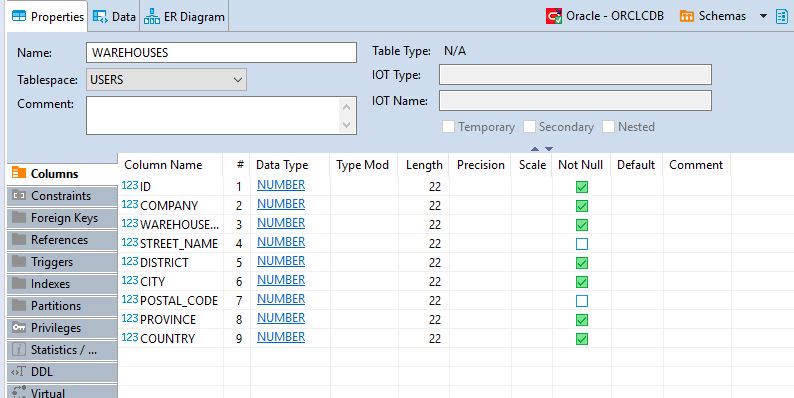 Properties Data ER Diagram Oracle - ORCLCDB Schemas
Name: WAREHOUSES Table Type: N/A
Tablespace: USERS IOT Type:
Comment: IOT Name:
Temporary Secondary Nested
Columns
Constraints
Foreign Keys
References
Triggers
Indexes
Partitions
Privileges
Statistics / ...
DDL
Virtual
Column Name # Data Type Type Mod Length Precision Scale Not Null Default Comment
123 ID 1 NUMBER 22
123 COMPANY 2 NUMBER 22
123 WAREHOUSE... 3 NUMBER 22
123 STREET_NAME 4 NUMBER 22
123 DISTRICT 5 NUMBER 22
123 CITY 6 NUMBER 22
123 POSTAL_CODE 7 NUMBER 22
123 PROVINCE 8 NUMBER 22
123 COUNTRY 9 NUMBER 22